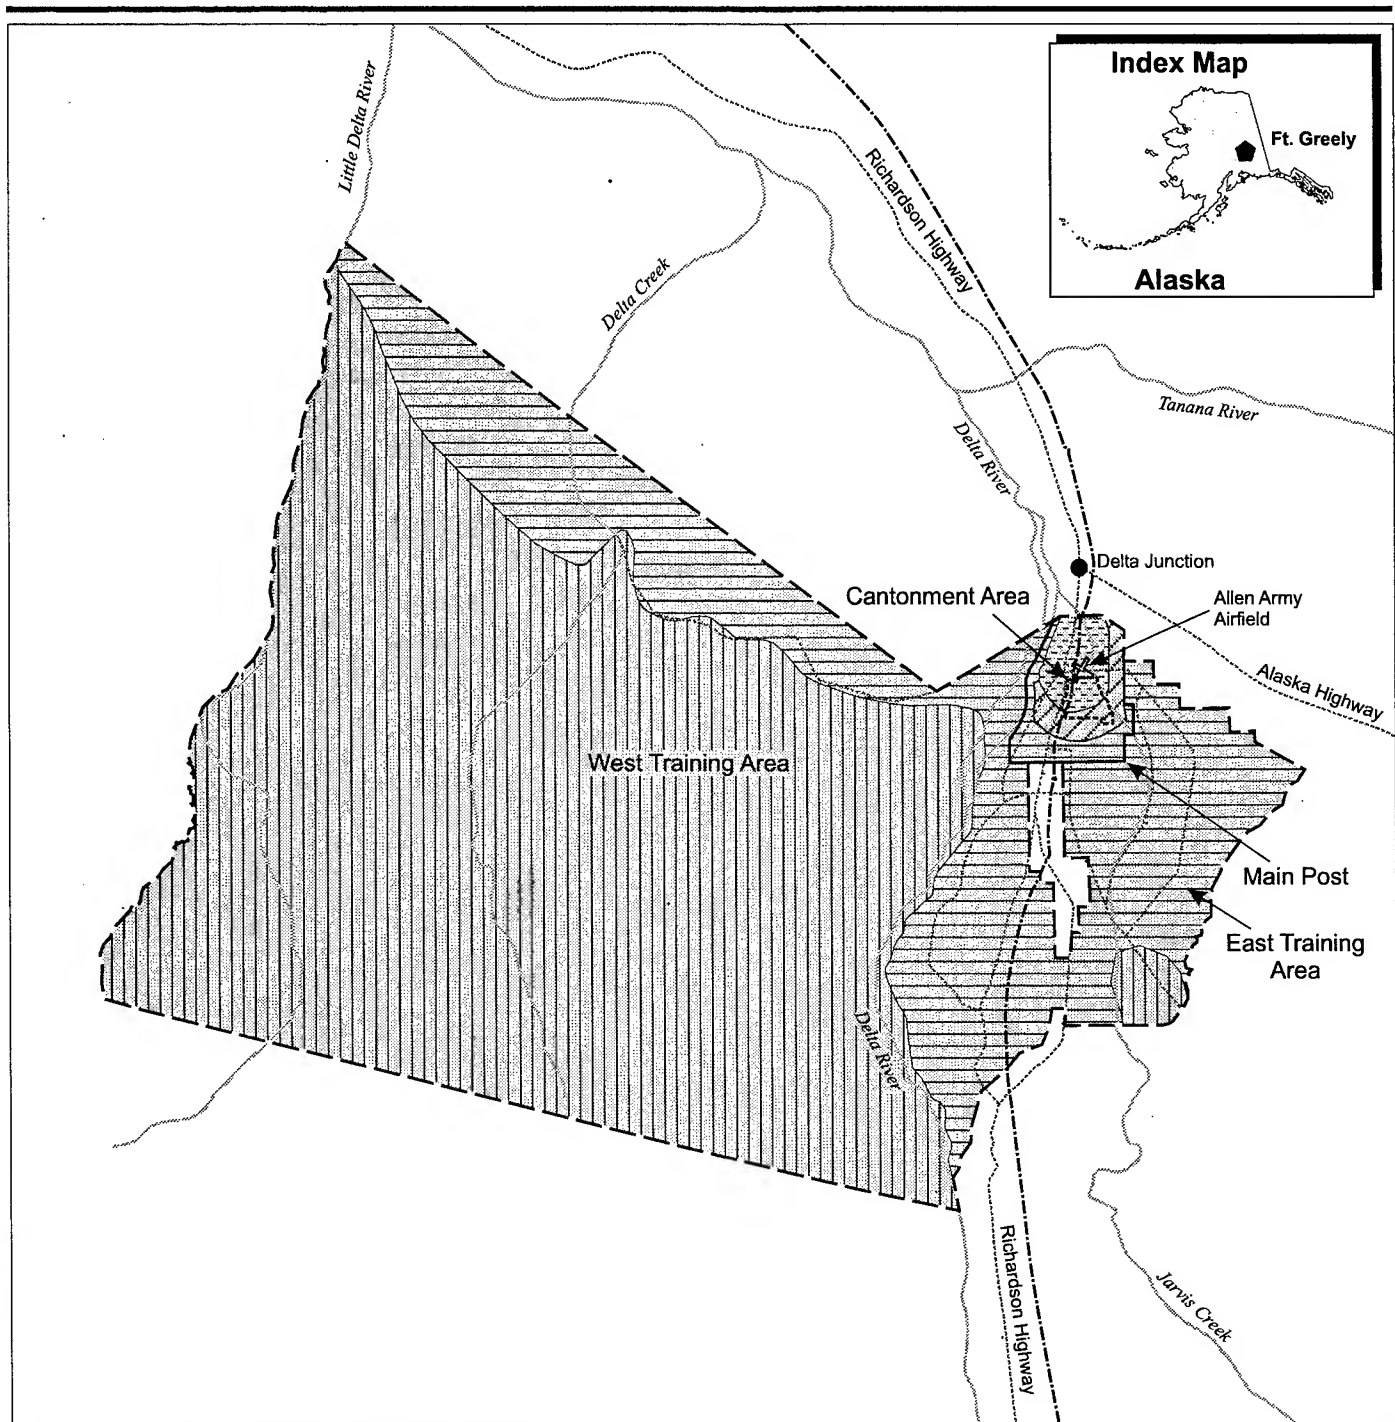 Index Map
Ft. Greely
Alaska
Little Delta River
Richardson Highway
Delta Creek
Tanana River
Delta River
Delta Junction
Cantonment Area
Allen Army
Airfield
Alaska Highway
West Training Area
Main Post
East Training
Area
Delta River
Richardson Highway
Jarvis Creek